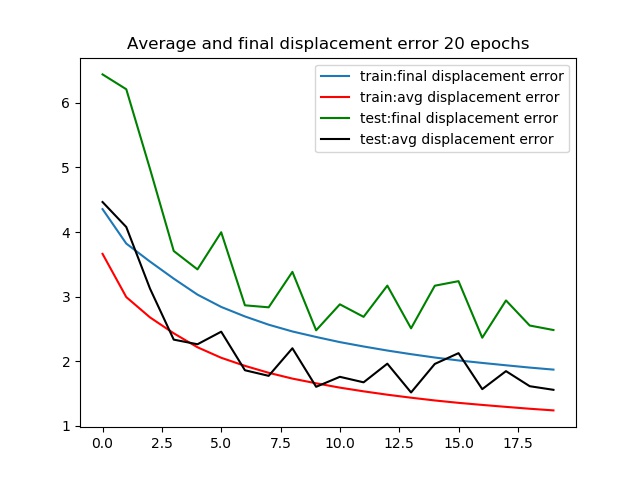 Average and final displacement error 20 epochs
train:final displacement error
train:avg displacement error
test:final displacement error
test:avg displacement error
6
5
4
3
2
1
0.0 2.5 5.0 7.5 10.0 12.5 15.0 17.5